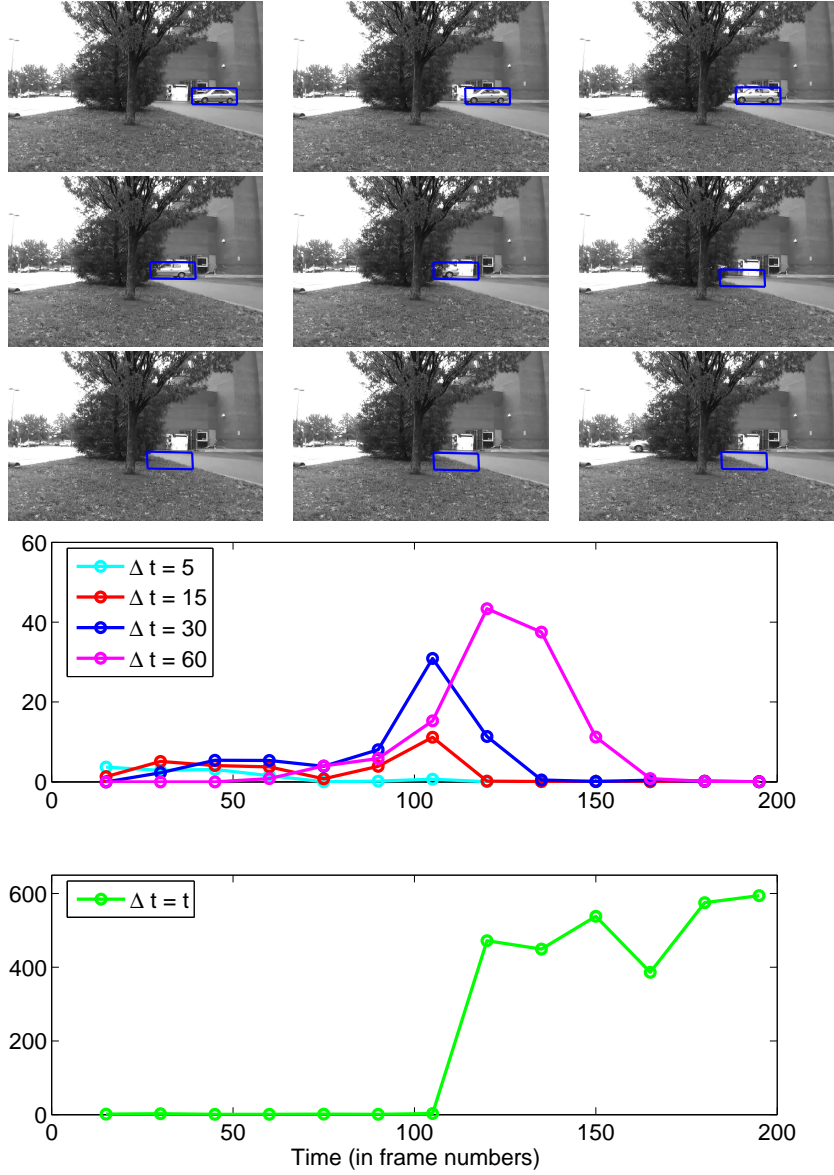 60
40
20
0
Δ t = 5
Δ t = 15
Δ t = 30
Δ t = 60
0 50 100 150 200
600
400
200
0
Δ t = t
0 50 100 150 200
Time (in frame numbers)